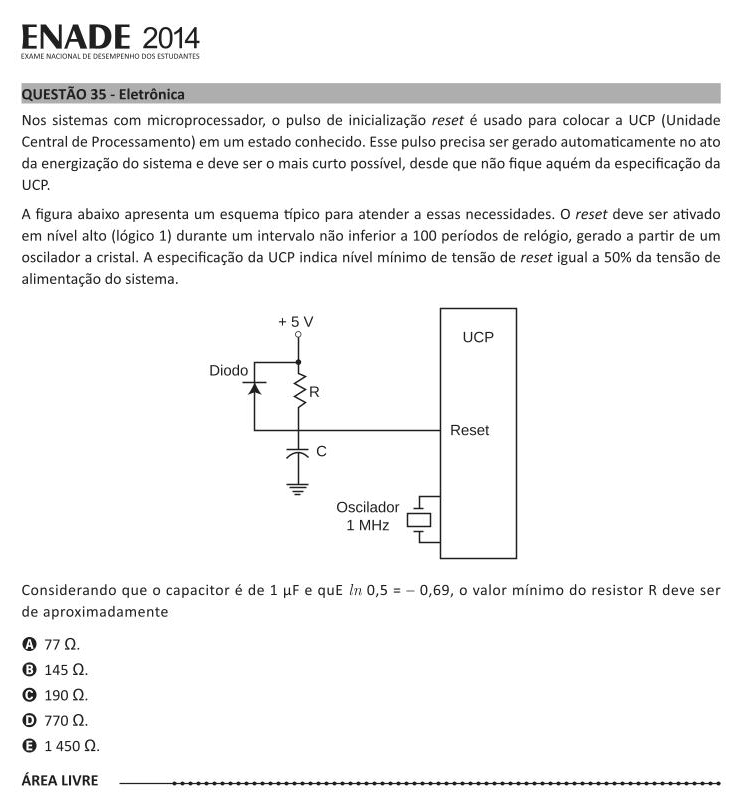 ENADE 2014
EXAME NACIONAL DE DESEMPENHO DOS ESTUDANTES
QUESTÃO 35 - Eletrônica
Nos sistemas com microprocessador, o pulso de inicialização reset é usado para colocar a UCP (Unidade
Central de Processamento) em um estado conhecido. Esse pulso precisa ser gerado automaticamente no ato
da energização do sistema e deve ser o mais curto possível, desde que não fique aquém da especificação da
UCP.
A figura abaixo apresenta um esquema típico para atender a essas necessidades. O reset deve ser ativado
em nível alto (lógico 1) durante um intervalo não inferior a 100 períodos de relógio, gerado a partir de um
oscilador a cristal. A especificação da UCP indica nível mínimo de tensão de reset igual a 50% da tensão de
alimentação do sistema.
+ 5 V
UCP
Diodo
R
Reset
C
Oscilador
1 MHz
Considerando que o capacitor é de 1 µF e quE ln 0,5 = – 0,69, o valor mínimo do resistor R deve ser
de aproximadamente
A 77 Ω.
B 145 Ω.
C 190 Ω.
D 770 Ω.
E 1 450 Ω.
ÁREA LIVRE